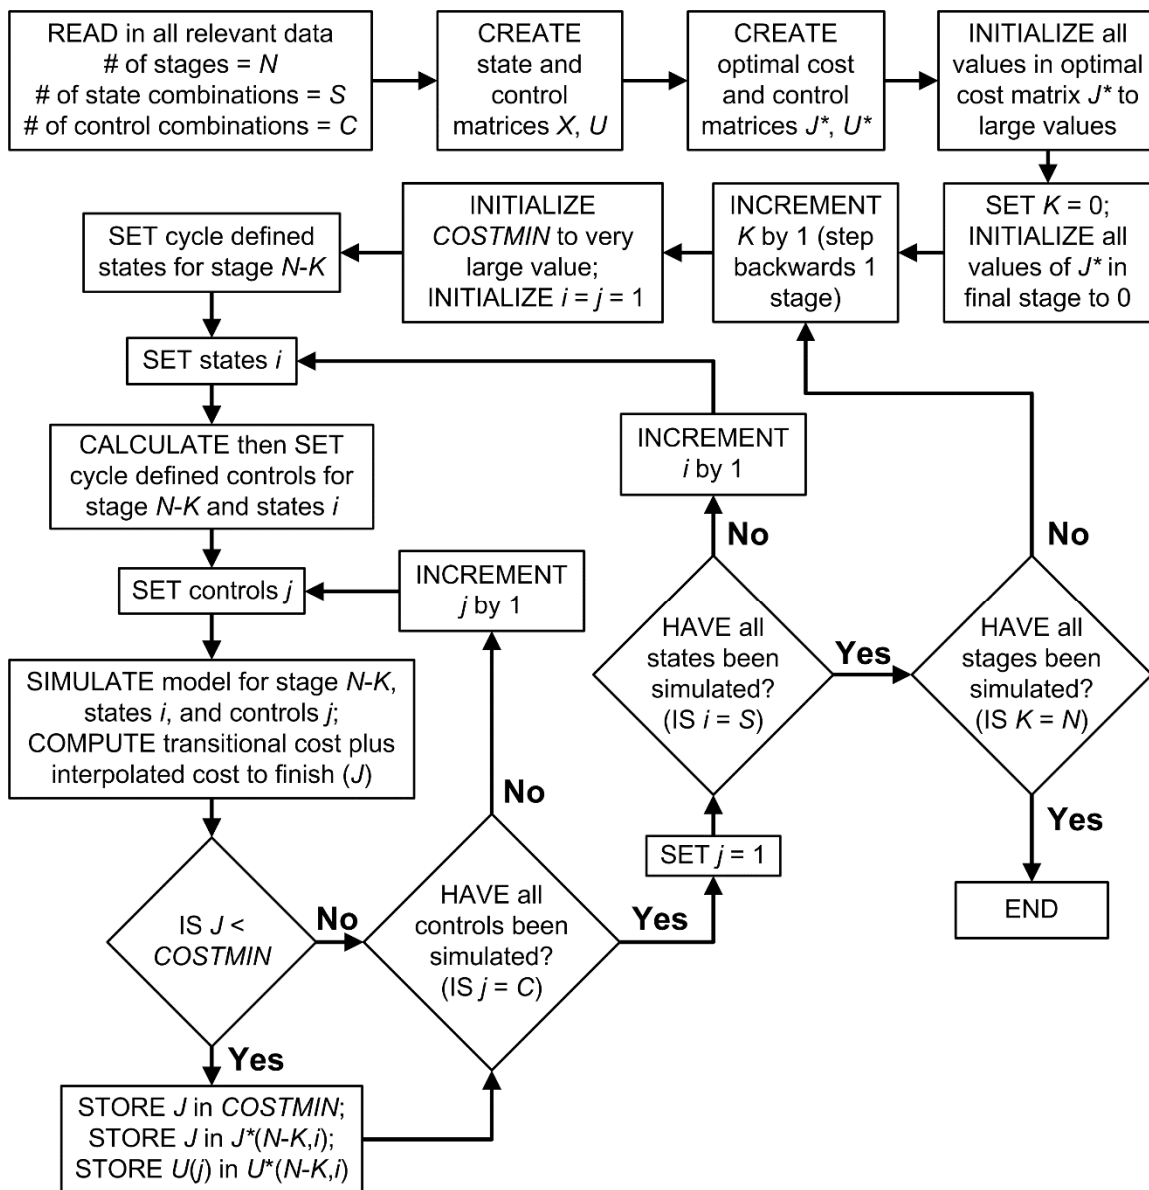 READ in all relevant data
# of stages = N
# of state combinations = S
# of control combinations = C
CREATE
state and
control
matrices X, U
CREATE
optimal cost
and control
matrices J*, U*
INITIALIZE all
values in optimal
cost matrix J* to
large values
SET K = 0;
INITIALIZE all
values of J* in
final stage to 0
INCREMENT
K by 1 (step
backwards 1
stage)
INITIALIZE
COSTMIN to very
large value;
INITIALIZE i = j = 1
SET cycle defined
states for stage N-K
SET states i
CALCULATE then SET
cycle defined controls for
stage N-K and states i
SET controls j
INCREMENT
j by 1
SIMULATE model for stage N-K,
states i, and controls j;
COMPUTE transitional cost plus
interpolated cost to finish (J)
IS J <
COSTMIN
No
Yes
STORE J in COSTMIN;
STORE J in J*(N-K,i);
STORE U(j) in U*(N-K,i)
HAVE all
controls been
simulated?
(IS j = C)
No
Yes
SET j = 1
HAVE all
states been
simulated?
(IS i = S)
No
INCREMENT
i by 1
Yes
HAVE all
stages been
simulated?
(IS K = N)
No
Yes
END